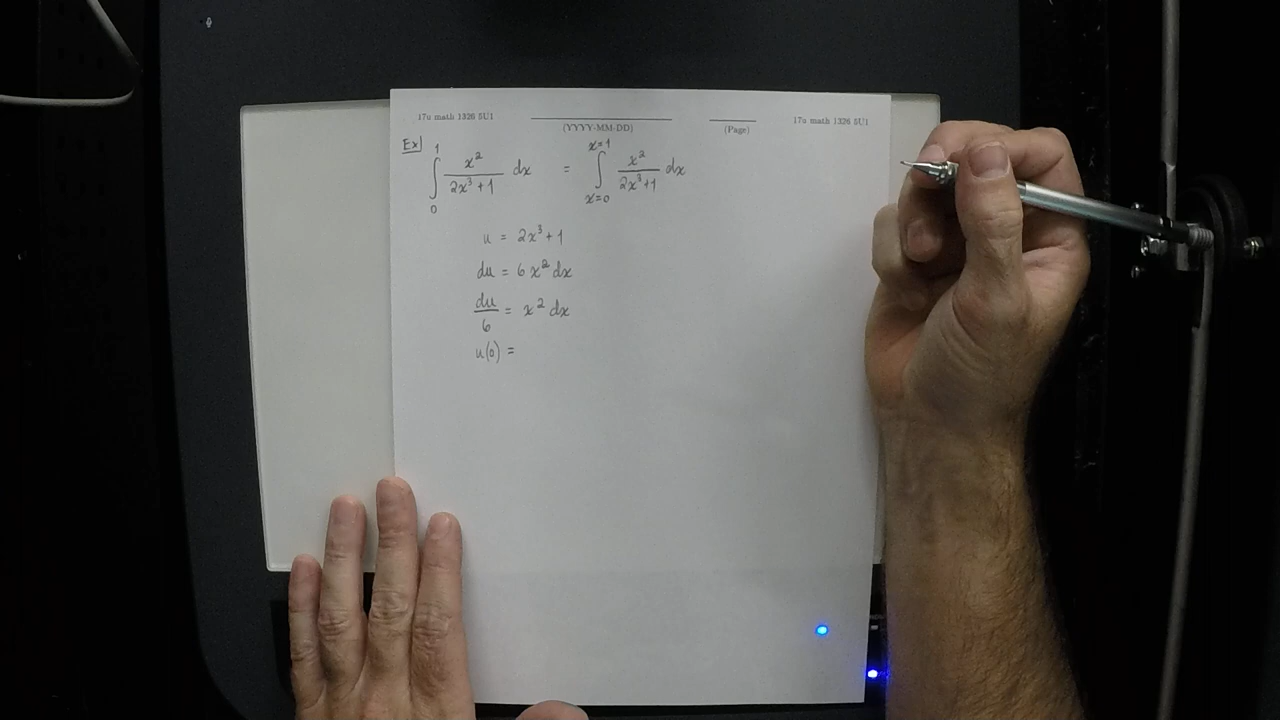 17u math 1326 5U1 (YYYY-MM-DD) (Page) 17u math 1326 5U1
Ex]
∫_0^1 x²/(2x³+1) dx = ∫_{x=0}^{x=1} x²/(2x³+1) dx
u = 2x³+1
du = 6x² dx
du/6 = x² dx
u(0) =